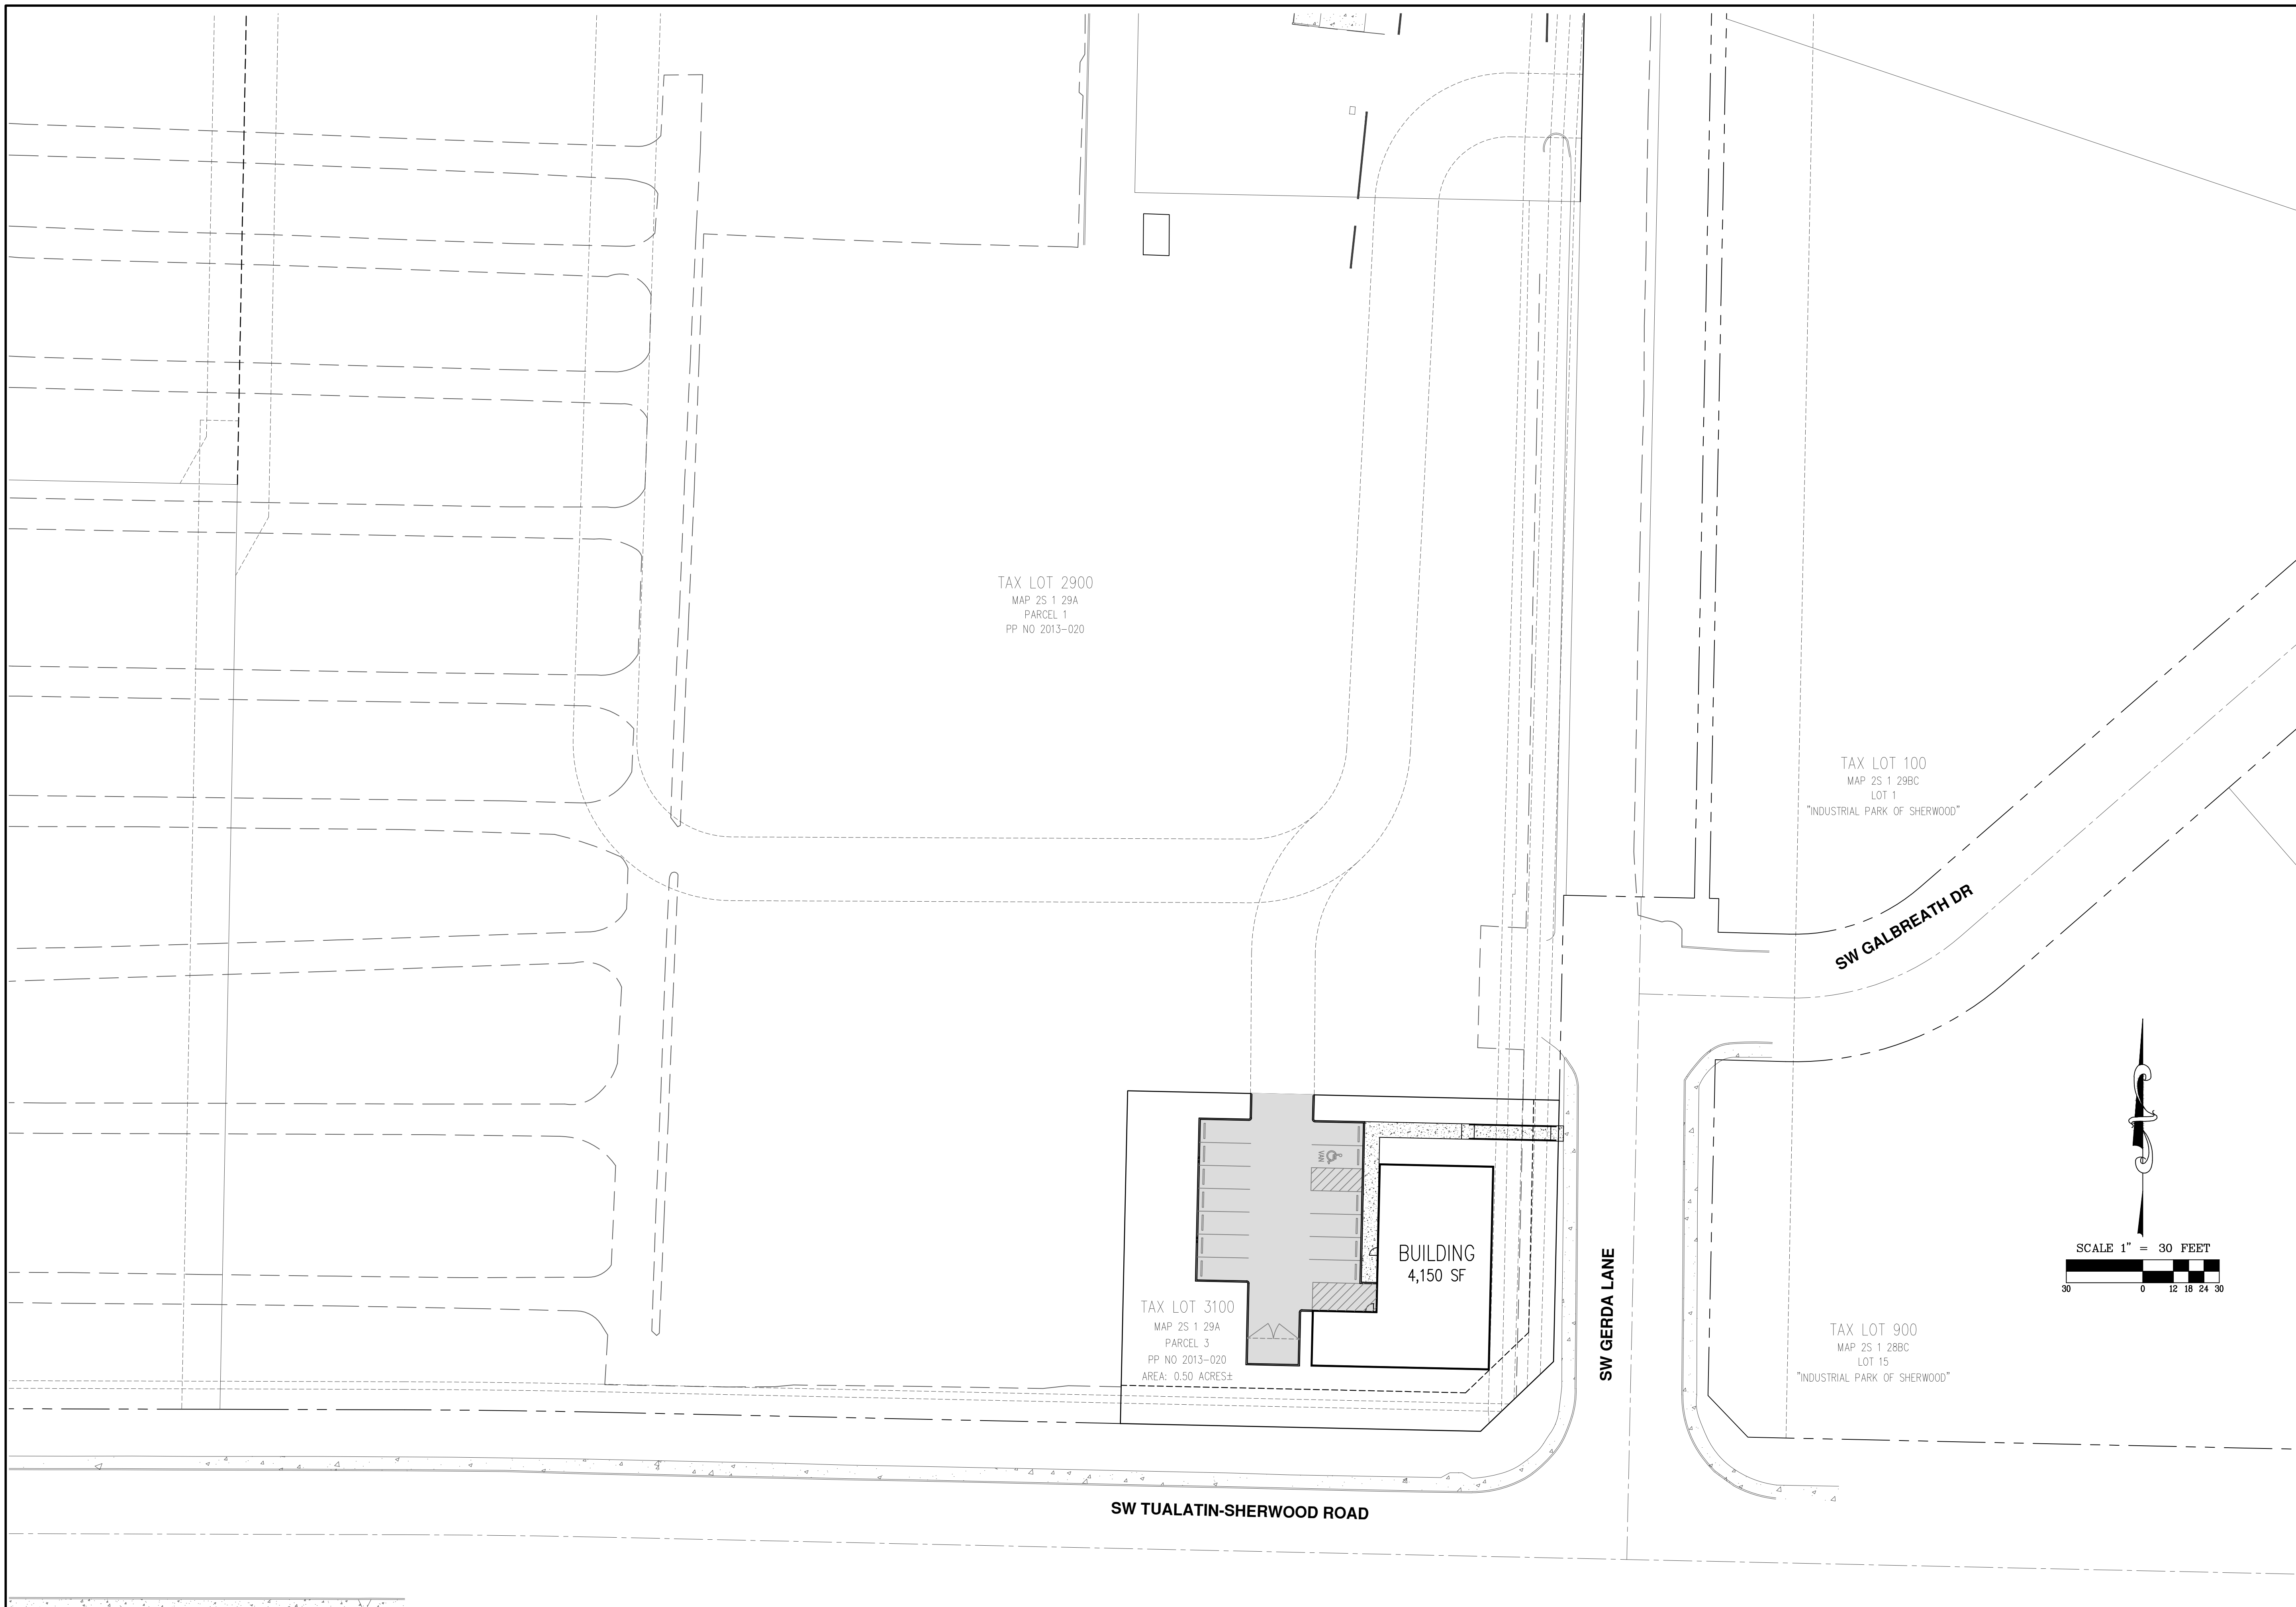 TAX LOT 2900
MAP 2S 1 29A
PARCEL 1
PP NO 2013-020
TAX LOT 100
MAP 2S 1 29BC
LOT 1
"INDUSTRIAL PARK OF SHERWOOD"
SW GALBREATH DR
VAN
BUILDING
4,150 SF
TAX LOT 3100
MAP 2S 1 29A
PARCEL 3
PP NO 2013-020
AREA: 0.50 ACRES±
SW GERDA LANE
SCALE 1" = 30 FEET
30 0 12 18 24 30
TAX LOT 900
MAP 2S 1 28BC
LOT 15
"INDUSTRIAL PARK OF SHERWOOD"
SW TUALATIN-SHERWOOD ROAD